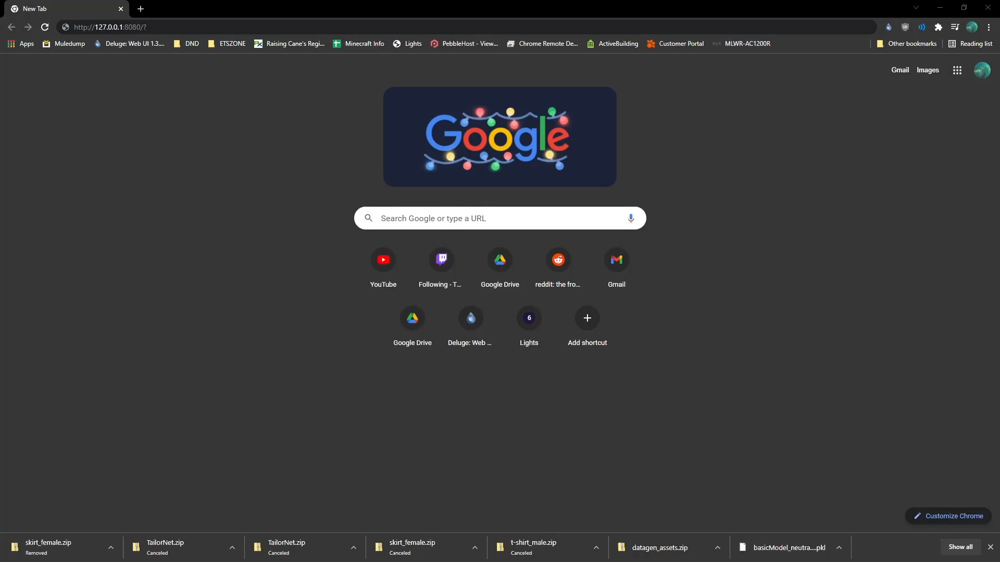 New Tab
http://127.0.0.1:8080/?
Apps
Muledump
Deluge: Web UI 1.3....
DND
ETSZONE
Raising Cane's Regi...
Minecraft Info
Lights
PebbleHost - View...
Chrome Remote De...
ActiveBuilding
Customer Portal
MLWR-AC1200R
Other bookmarks
Reading list
Gmail
Images
Google
Search Google or type a URL
YouTube
Following - T...
Google Drive
reddit: the fro...
Gmail
6
Google Drive
Deluge: Web ...
Lights
Add shortcut
Customize Chrome
skirt_female.zip
Removed
TailorNet.zip
Canceled
TailorNet.zip
Canceled
skirt_female.zip
Canceled
t-shirt_male.zip
Canceled
datagen_assets.zip
basicModel_neutra....pkl
Show all